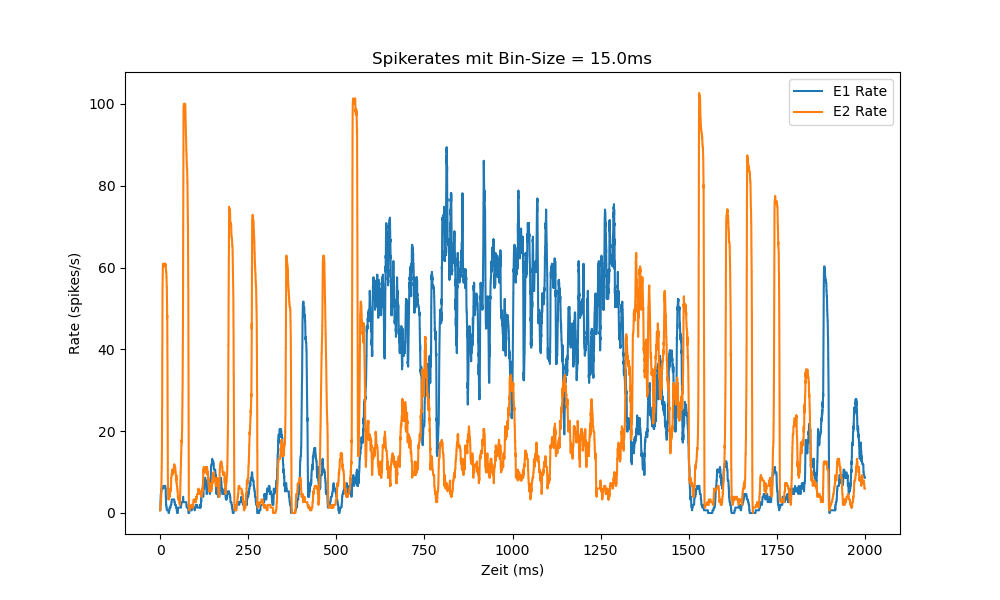 Spikerates mit Bin-Size = 15.0ms
E1 Rate
E2 Rate
Rate (spikes/s)
100
80
60
40
20
0
0 250 500 750 1000 1250 1500 1750 2000
Zeit (ms)